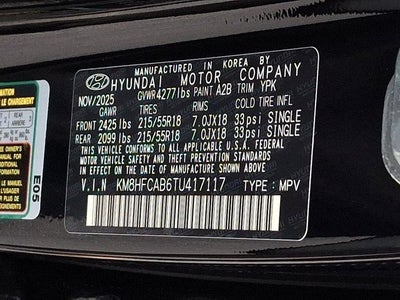 MANUFACTURED IN KOREA BY
HYUNDAI MOTOR COMPANY
NOV/2025 GVWR4277lbs PAINT A2B TRIM YPK
GAWR TIRES RIMS COLD TIRE INFL
FRONT 2425 lbs 215/55R18 7.0JX18 33psi SINGLE
REAR 2099 lbs 215/55R18 7.0JX18 33psi SINGLE
THIS VEHICLE CONFORMS TO ALL APPLICABLE U.S.A. FEDERAL
MOTOR VEHICLE SAFETY, BUMPER, AND THEFT PREVENTION
STANDARDS IN EFFECT ON THE DATE OF MANUFACTURE SHOWN ABOVE.
V.I.N KM8HFCAB6TU417117 TYPE: MPV
E05